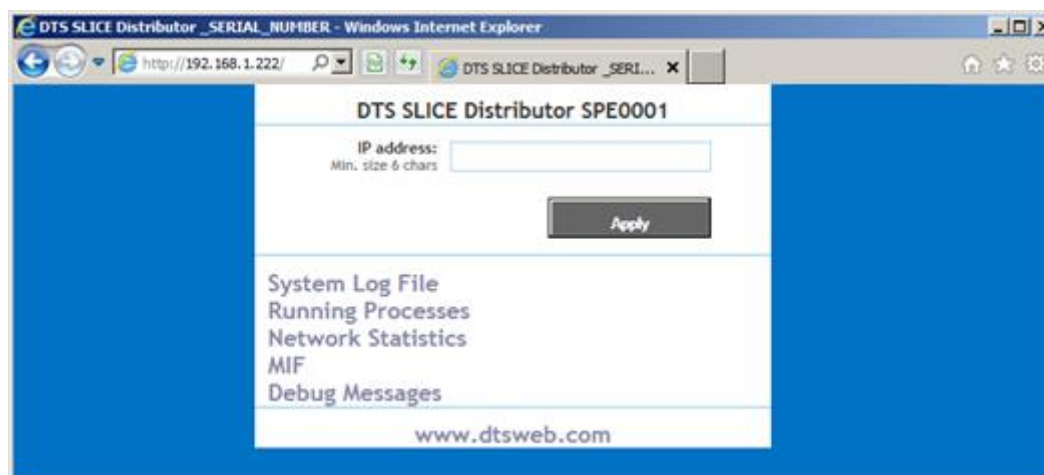 DTS SLICE Distributor _SERIAL_NUMBER - Windows Internet Explorer
http://192.168.1.222/
DTS SLICE Distributor _SERI...
DTS SLICE Distributor SPE0001
IP address:
Min. size 6 chars
Apply
System Log File
Running Processes
Network Statistics
MIF
Debug Messages
www.dtsweb.com